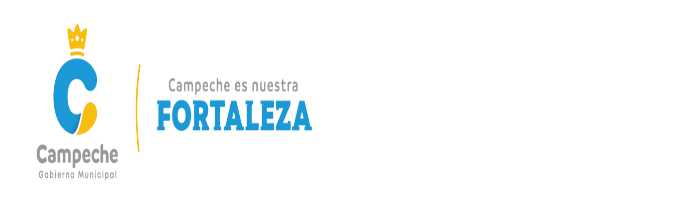 Campeche
Gobierno Municipal
Campeche es nuestra
FORTALEZA